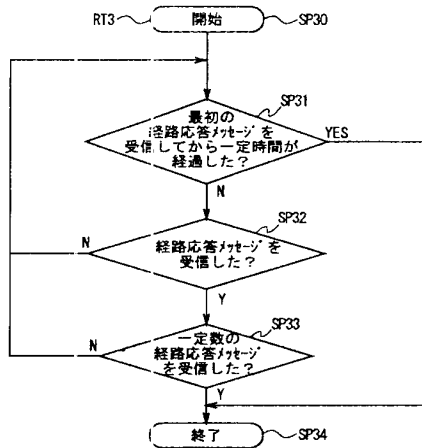 RT3
開始
SP30
SP31
最初の
経路応答ﾒｯｾｰｼﾞを
受信してから一定時間が
経過した？
YES
N
SP32
経路応答ﾒｯｾｰｼﾞを
受信した？
N
Y
SP33
一定数の
経路応答ﾒｯｾｰｼﾞ
を受信した？
N
Y
終了
SP34